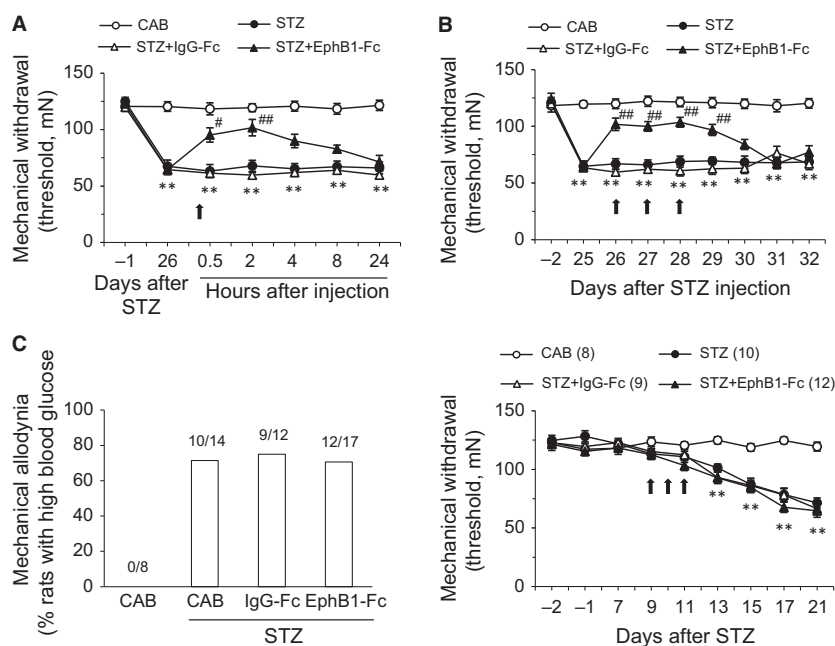 A
CAB
STZ
STZ+IgG-Fc
STZ+EphB1-Fc
Mechanical withdrawal
(threshold, mN)
150
100
50
0
#
##
** ** ** ** ** **
–1 26 0.5 2 4 8 24
Days after
STZ
Hours after injection
B
CAB
STZ
STZ+IgG-Fc
STZ+EphB1-Fc
Mechanical withdrawal
(threshold, mN)
150
100
50
0
## ## ## ##
** ** ** ** ** ** ** **
–2 25 26 27 28 29 30 31 32
Days after STZ injection
C
Mechanical allodynia
(% rats with high blood glucose
100
80
60
40
20
0
0/8
10/14
9/12
12/17
CAB CAB IgG-Fc EphB1-Fc
STZ
CAB (8)
STZ (10)
STZ+IgG-Fc (9)
STZ+EphB1-Fc (12)
Mechanical withdrawal
(threshold, mN)
150
100
50
0
** ** ** **
–2 –1 7 9 11 13 15 17 21
Days after STZ